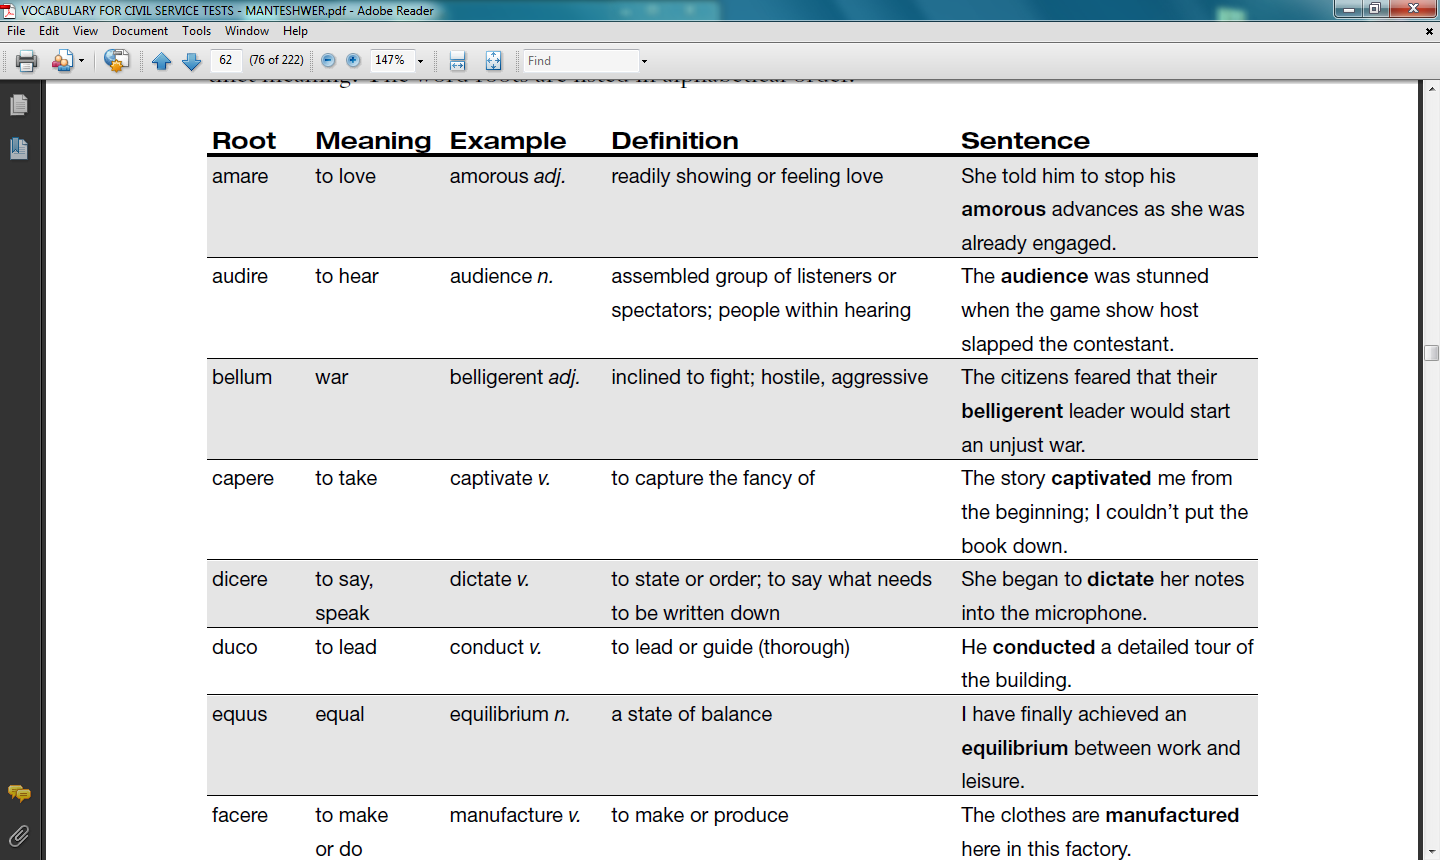 VOCABULARY FOR CIVIL SERVICE TESTS - MANTESHWER.pdf - Adobe Reader
File Edit View Document Tools Window Help
62 (76 of 222) 147% Find
tinct meaning. The word roots are listed in alphabetical order.
Root Meaning Example Definition Sentence
amare to love amorous adj. readily showing or feeling love She told him to stop his
amorous advances as she was
already engaged.
audire to hear audience n. assembled group of listeners or The audience was stunned
spectators; people within hearing when the game show host
slapped the contestant.
bellum war belligerent adj. inclined to fight; hostile, aggressive The citizens feared that their
belligerent leader would start
an unjust war.
capere to take captivate v. to capture the fancy of The story captivated me from
the beginning; I couldn’t put the
book down.
dicere to say, dictate v. to state or order; to say what needs She began to dictate her notes
speak to be written down into the microphone.
duco to lead conduct v. to lead or guide (thorough) He conducted a detailed tour of
the building.
equus equal equilibrium n. a state of balance I have finally achieved an
equilibrium between work and
leisure.
facere to make manufacture v. to make or produce The clothes are manufactured
or do here in this factory.